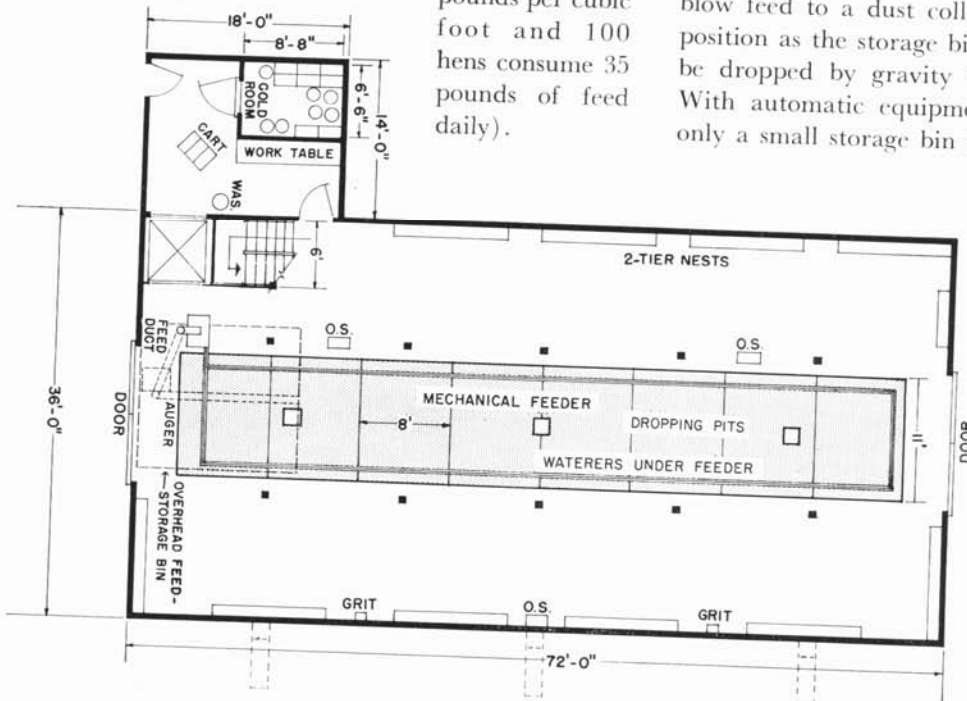 pounds per cubic
foot and 100
hens consume 35
pounds of feed
daily).
blow feed to a dust coll
position as the storage bi
be dropped by gravity
With automatic equipme
only a small storage bin
18'-0"
8'-8"
COLD
ROOM
6'-6"
14'-0"
CART
WORK TABLE
WAS.
6'
2-TIER NESTS
O.S.
O.S.
FEED
DUCT
36'-0"
DOOR
AUGER
MECHANICAL FEEDER
8'
DROPPING PITS
WATERERS UNDER FEEDER
11'
DOOR
OVERHEAD FEED-
STORAGE BIN
GRIT
O.S.
GRIT
72'-0"